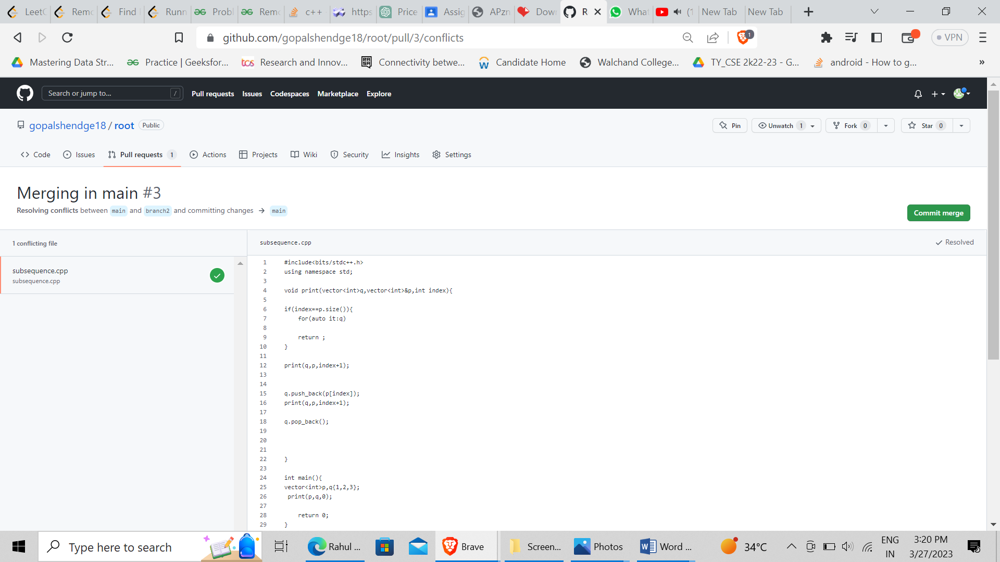 LeetC Remo Find Runn Probl Remo c++ https Price Assig APzn Down R What (1 New Tab New Tab
github.com/gopalshendge18/root/pull/3/conflicts 1 VPN
Mastering Data Str... Practice | Geeksfor... tcs Research and Innov... RASA Connectivity betwe... Candidate Home Walchand College... TY_CSE 2k22-23 - G... android - How to g... »
Search or jump to... / Pull requests Issues Codespaces Marketplace Explore
gopalshendge18 / root Public Pin Unwatch 1 Fork 0 Star 0
Code Issues Pull requests 1 Actions Projects Wiki Security Insights Settings
Merging in main #3
Resolving conflicts between main and branch2 and committing changes → main
Commit merge
1 conflicting file
subsequence.cpp
subsequence.cpp
subsequence.cpp Resolved
1 #include<bits/stdc++.h>
2 using namespace std;
3
4 void print(vector<int>q,vector<int>&p,int index){
5
6 if(index==p.size()){
7 for(auto it:q)
8
9 return ;
10 }
11
12 print(q,p,index+1);
13
14
15 q.push_back(p[index]);
16 print(q,p,index+1);
17
18 q.pop_back();
19
20
21
22 }
23
24 int main(){
25 vector<int>p,q{1,2,3};
26 print(p,q,0);
27
28 return 0;
29 }
Type here to search Rahul ... Brave Screen... Photos Word ... 34°C ENG 3:20 PM
IN 3/27/2023